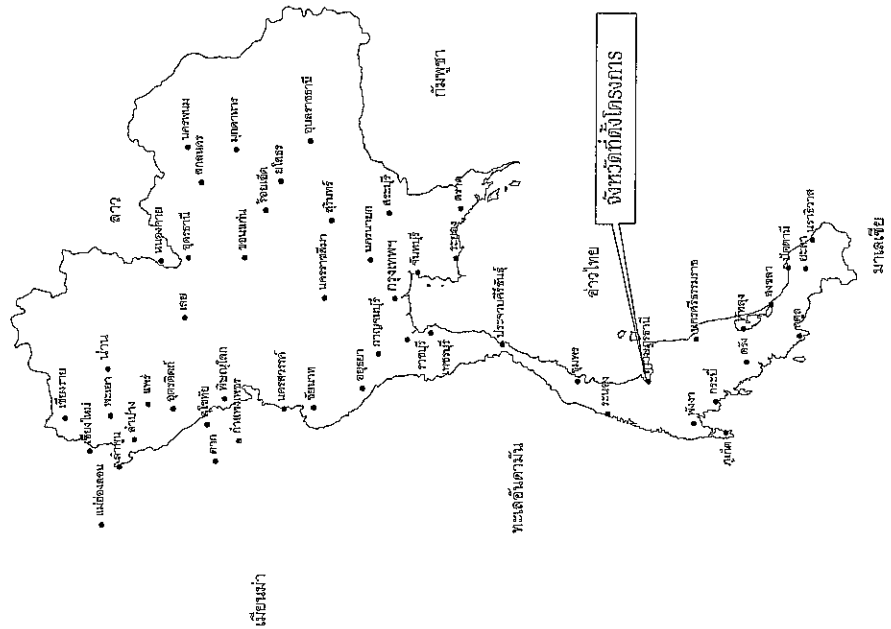 เชียงราย
เชียงใหม่
แม่ฮ่องสอน
พะเยา
น่าน
ลำพูน
ลำปาง
แพร่
ลาว
หนองคาย
เลย
อุดรธานี
นครพนม
สกลนคร
อุตรดิตถ์
สุโขทัย
ตาก
พิษณุโลก
กำแพงเพชร
ขอนแก่น
มุกดาหาร
ร้อยเอ็ด
ยโสธร
เมียนม่า
นครสวรรค์
ชัยนาท
นครราชสีมา
สุรินทร์
อุบลราชธานี
อยุธยา
กาญจนบุรี
นครนายก
สระบุรี
กรุงเทพฯ
จันทบุรี
กัมพูชา
ราชบุรี
เพชรบุรี
ระยอง
ตราด
ประจวบคีรีขันธ์
ทะเลอันดามัน
อ่าวไทย
จังหวัดที่ตั้งโครงการ
ชุมพร
ระนอง
นครศรีธรรมราช
พังงา
กระบี่
ภูเก็ต
ตรัง
พัทลุง
สงขลา
สตูล
ปัตตานี
ยะลา
นราธิวาส
มาเลเซีย